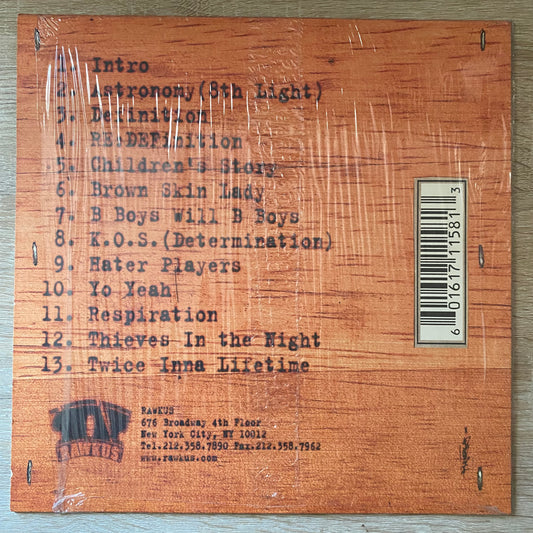 1. Intro
2. Astronomy(8th Light)
3. Definition
4. RE:DEFinition
5. Children's Story
6. Brown Skin Lady
7. B Boys Will B Boys
8. K.O.S.(Determination)
9. Hater Players
10. Yo Yeah
11. Respiration
12. Thieves In the Night
13. Twice Inna Lifetime
RAWKUS
RAWKUS
676 Broadway 4th Floor
New York City, NY 10012
Tel.212.358.7890 Fax.212.358.7962
www.rawkus.com
6 01617 11581 3